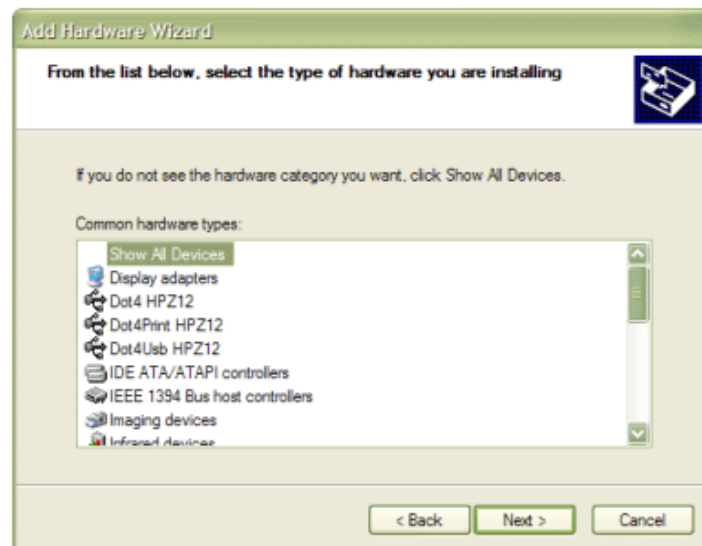 Add Hardware Wizard
From the list below, select the type of hardware you are installing
If you do not see the hardware category you want, click Show All Devices.
Common hardware types:
Show All Devices
Display adapters
Dot4 HPZ12
Dot4Print HPZ12
Dot4Usb HPZ12
IDE ATA/ATAPI controllers
IEEE 1394 Bus host controllers
Imaging devices
Infrared devices
< Back Next > Cancel